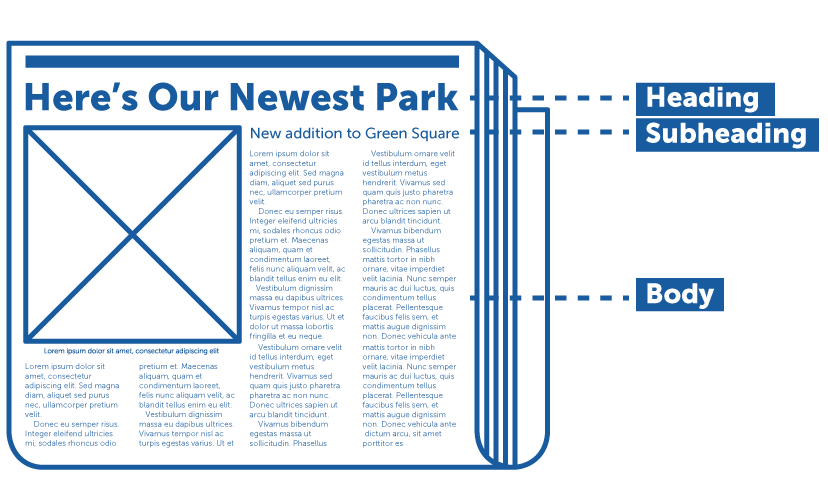 Here's Our Newest Park
New addition to Green Square
Lorem ipsum dolor sit
amet, consectetur
adipiscing elit. Sed magna
diam, aliquet sed purus
nec, ullamcorper pretium
velit
Donec eu semper risus.
Integer eleifend ultricies
mi, sodales rhoncus odio
pretium et. Maecenas
aliquam, quam et
condimentum laoreet,
felis nunc aliquam velit, ac
blandit tellus enim eu elit.
Vestibulum dignissim
massa eu dapibus ultrices.
Vivamus tempor nisl ac
turpis egestas varius. Ut et
dolor ut massa lobortis
fringilla et eu neque.
Vestibulum ornare velit
id tellus interdum, eget
vestibulum metus
hendrerit. Vivamus sed
quam quis justo pharetra
pharetra ac non nunc.
Donec ultrices sapien ut
arcu blandit tincidunt.
Vivamus bibendum
egestas massa ut
sollicitudin. Phasellus
Vestibulum ornare velit
id tellus interdum, eget
vestibulum metus
hendrerit. Vivamus sed
quam quis justo pharetra
pharetra ac non nunc.
Donec ultrices sapien ut
arcu blandit tincidunt.
Vivamus bibendum
egestas massa ut
sollicitudin. Phasellus
mattis tortor in nibh
ornare, vitae imperdiet
velit lacinia. Nunc semper
mauris ac dui luctus, quis
condimentum tellus
placerat. Pellentesque
faucibus felis sem, et
mattis augue dignissim
non. Donec vehicula ante
mattis tortor in nibh
ornare, vitae imperdiet
velit lacinia. Nunc semper
mauris ac dui luctus, quis
condimentum tellus
placerat. Pellentesque
faucibus felis sem, et
mattis augue dignissim
non. Donec vehicula ante
dictum arcu, sit amet
porttitor es
Lorem ipsum dolor sit amet, consectetur adipiscing elit
Lorem ipsum dolor sit
amet, consectetur
adipiscing elit. Sed magna
diam, aliquet sed purus
nec, ullamcorper pretium
velit.
Donec eu semper risus.
Integer eleifend ultricies
mi, sodales rhoncus odio
pretium et. Maecenas
aliquam, quam et
condimentum laoreet,
felis nunc aliquam velit, ac
blandit tellus enim eu elit.
Vestibulum dignissim
massa eu dapibus ultrices.
Vivamus tempor nisl ac
turpis egestas varius. Ut et
Heading
Subheading
Body